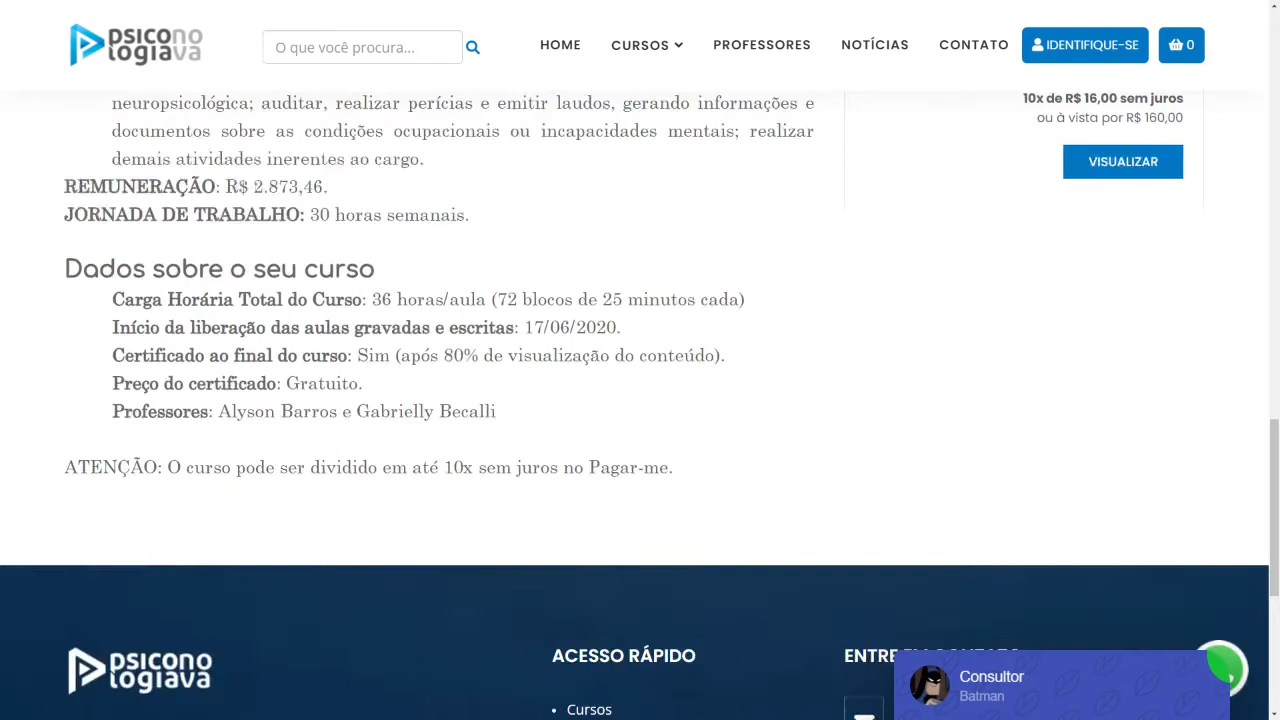 psicono
logiava
O que você procura...
HOME
CURSOS
PROFESSORES
NOTÍCIAS
CONTATO
IDENTIFIQUE-SE
0
neuropsicológica; auditar, realizar perícias e emitir laudos, gerando informações e
documentos sobre as condições ocupacionais ou incapacidades mentais; realizar
demais atividades inerentes ao cargo.
REMUNERAÇÃO: R$ 2.873,46.
JORNADA DE TRABALHO: 30 horas semanais.
10x de R$ 16,00 sem juros
ou à vista por R$ 160,00
VISUALIZAR
Dados sobre o seu curso
Carga Horária Total do Curso: 36 horas/aula (72 blocos de 25 minutos cada)
Início da liberação das aulas gravadas e escritas: 17/06/2020.
Certificado ao final do curso: Sim (após 80% de visualização do conteúdo).
Preço do certificado: Gratuito.
Professores: Alyson Barros e Gabrielly Becalli
ATENÇÃO: O curso pode ser dividido em até 10x sem juros no Pagar-me.
psicono
logiava
ACESSO RÁPIDO
• Cursos
ENTRE EM CONTATO
Consultor
Batman